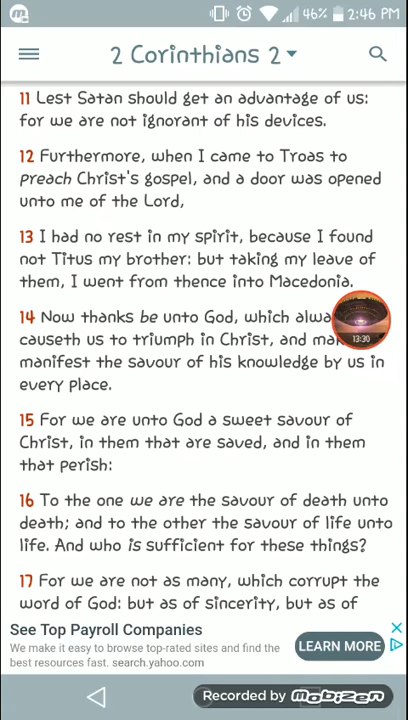 46% 2:46 PM
2 Corinthians 2
11 Lest Satan should get an advantage of us:
for we are not ignorant of his devices.
12 Furthermore, when I came to Troas to
preach Christ's gospel, and a door was opened
unto me of the Lord,
13 I had no rest in my spirit, because I found
not Titus my brother: but taking my leave of
them, I went from thence into Macedonia.
14 Now thanks be unto God, which
causeth us to triumph in Christ, and
13:30
manifest the savour of his knowledge by us in
every place.
15 For we are unto God a sweet savour of
Christ, in them that are saved, and in them
that perish:
16 To the one we are the savour of death unto
death; and to the other the savour of life unto
life. And who is sufficient for these things?
17 For we are not as many, which corrupt the
word of God: but as of sincerity, but as of
See Top Payroll Companies
We make it easy to browse top-rated sites and find the
best resources fast. search.yahoo.com
LEARN MORE
Recorded by mobizen